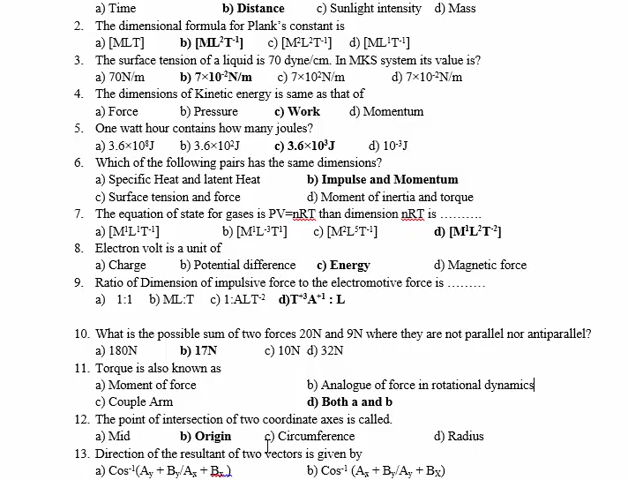 a) Time b) Distance c) Sunlight intensity d) Mass
2. The dimensional formula for Plank's constant is
a) [MLT] b) [ML²T⁻¹] c) [M²L²T⁻¹] d) [ML¹T⁻¹]
3. The surface tension of a liquid is 70 dyne/cm. In MKS system its value is?
a) 70N/m b) 7×10⁻²N/m c) 7×10²N/m d) 7×10⁻²N/m
4. The dimensions of Kinetic energy is same as that of
a) Force b) Pressure c) Work d) Momentum
5. One watt hour contains how many joules?
a) 3.6×10⁸J b) 3.6×10²J c) 3.6×10³J d) 10⁻³J
6. Which of the following pairs has the same dimensions?
a) Specific Heat and latent Heat b) Impulse and Momentum
c) Surface tension and force d) Moment of inertia and torque
7. The equation of state for gases is PV=nRT than dimension nRT is ……….
a) [M¹L¹T⁻¹] b) [M¹L⁻³T¹] c) [M²L⁵T⁻¹] d) [M¹L²T⁻²]
8. Electron volt is a unit of
a) Charge b) Potential difference c) Energy d) Magnetic force
9. Ratio of Dimension of impulsive force to the electromotive force is ………
a) 1:1 b) ML:T c) 1:ALT⁻² d)T⁺³A⁺¹ : L
10. What is the possible sum of two forces 20N and 9N where they are not parallel nor antiparallel?
a) 180N b) 17N c) 10N d) 32N
11. Torque is also known as
a) Moment of force b) Analogue of force in rotational dynamics
c) Couple Arm d) Both a and b
12. The point of intersection of two coordinate axes is called.
a) Mid b) Origin c) Circumference d) Radius
13. Direction of the resultant of two vectors is given by
a) Cos⁻¹(Aᵧ + Bᵧ/Aₓ + Bₓ ) b) Cos⁻¹ (Aₓ + Bᵧ/Aᵧ + Bx)